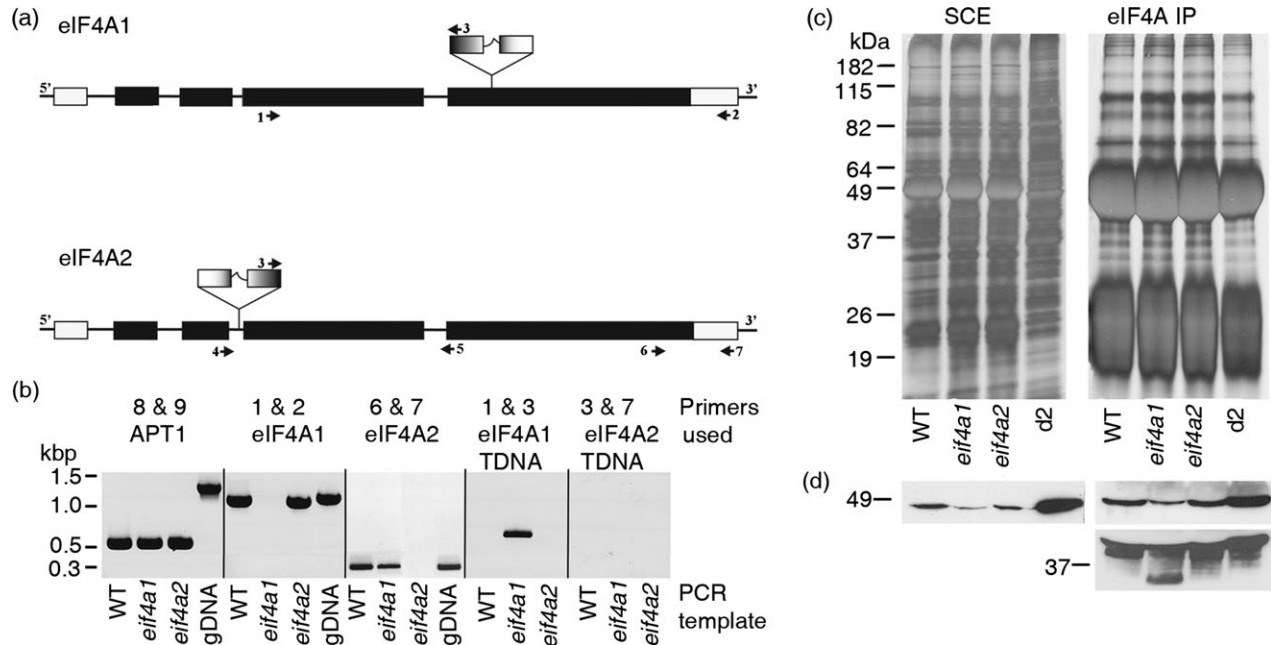 (a)
eIF4A1
3
5'
3'
1
2
eIF4A2
3
5'
3'
4
5
6
7
(b)
8 & 9 1 & 2 6 & 7 1 & 3 3 & 7 Primers
APT1 eIF4A1 eIF4A2 eIF4A1 eIF4A2 used
TDNA TDNA
kbp
1.5
1.0
0.5
0.3
WT eif4a1 eif4a2 gDNA WT eif4a1 eif4a2 gDNA WT eif4a1 eif4a2 gDNA WT eif4a1 eif4a2 WT eif4a1 eif4a2
PCR
template
(c)
SCE eIF4A IP
kDa
182
115
82
64
49
37
26
19
WT eif4a1 eif4a2 d2 WT eif4a1 eif4a2 d2
(d)
49
37